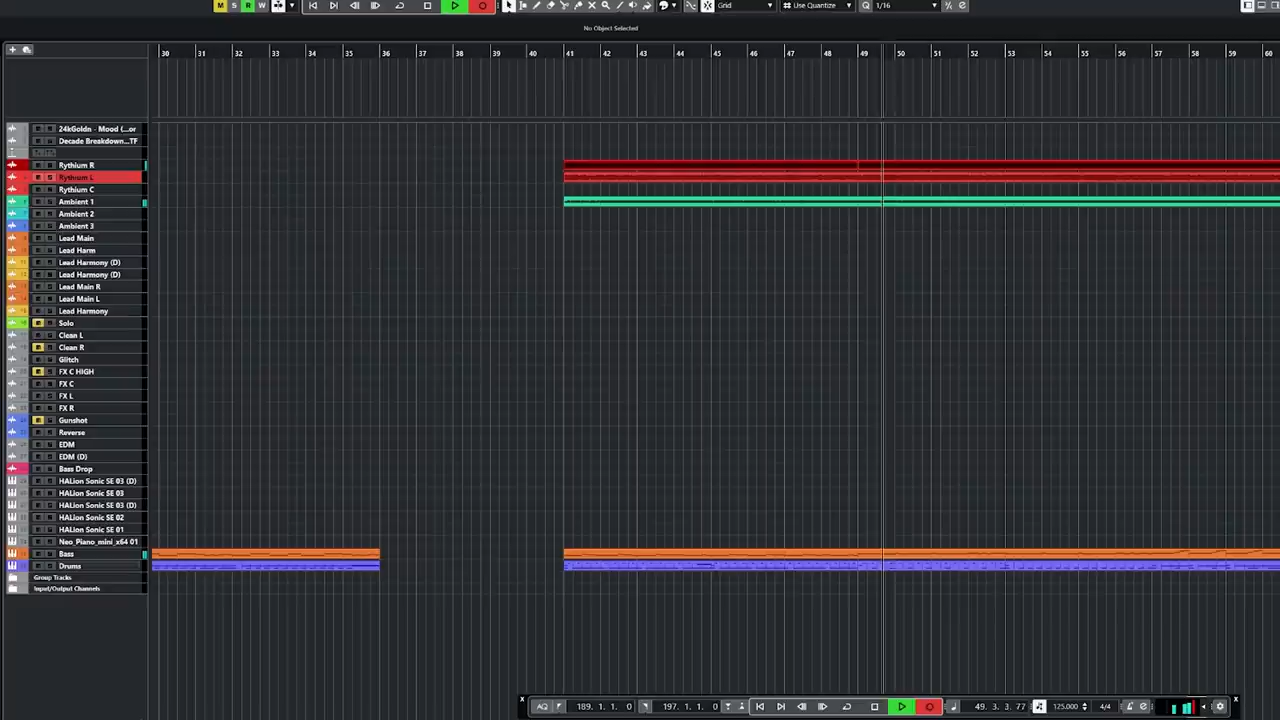 M S R W Grid Use Quantize Q 1/16
No Object Selected
30 31 32 33 34 35 36 37 38 39 40 41 42 43 44 45 46 47 48 49 50 51 52 53 54 55 56 57 58 59 60
24kGoldn - Mood (...or
Decade Breakdown...TF
Rythium R
Rythium L
Rythium C
Ambient 1
Ambient 2
Ambient 3
Lead Main
Lead Harm
Lead Harmony (D)
Lead Harmony (D)
Lead Main R
Lead Main L
Lead Harmony
Solo
Clean L
Clean R
Glitch
FX C HIGH
FX C
FX L
FX R
Gunshot
Reverse
EDM
EDM (D)
Bass Drop
HALion Sonic SE 03 (D)
HALion Sonic SE 03
HALion Sonic SE 03 (D)
HALion Sonic SE 02
HALion Sonic SE 01
Neo_Piano_mini_x64 01
Bass
Drums
Group Tracks
Input/Output Channels
AQ 189. 1. 1. 0 197. 1. 1. 0 49. 3. 3. 77 125.000 4/4